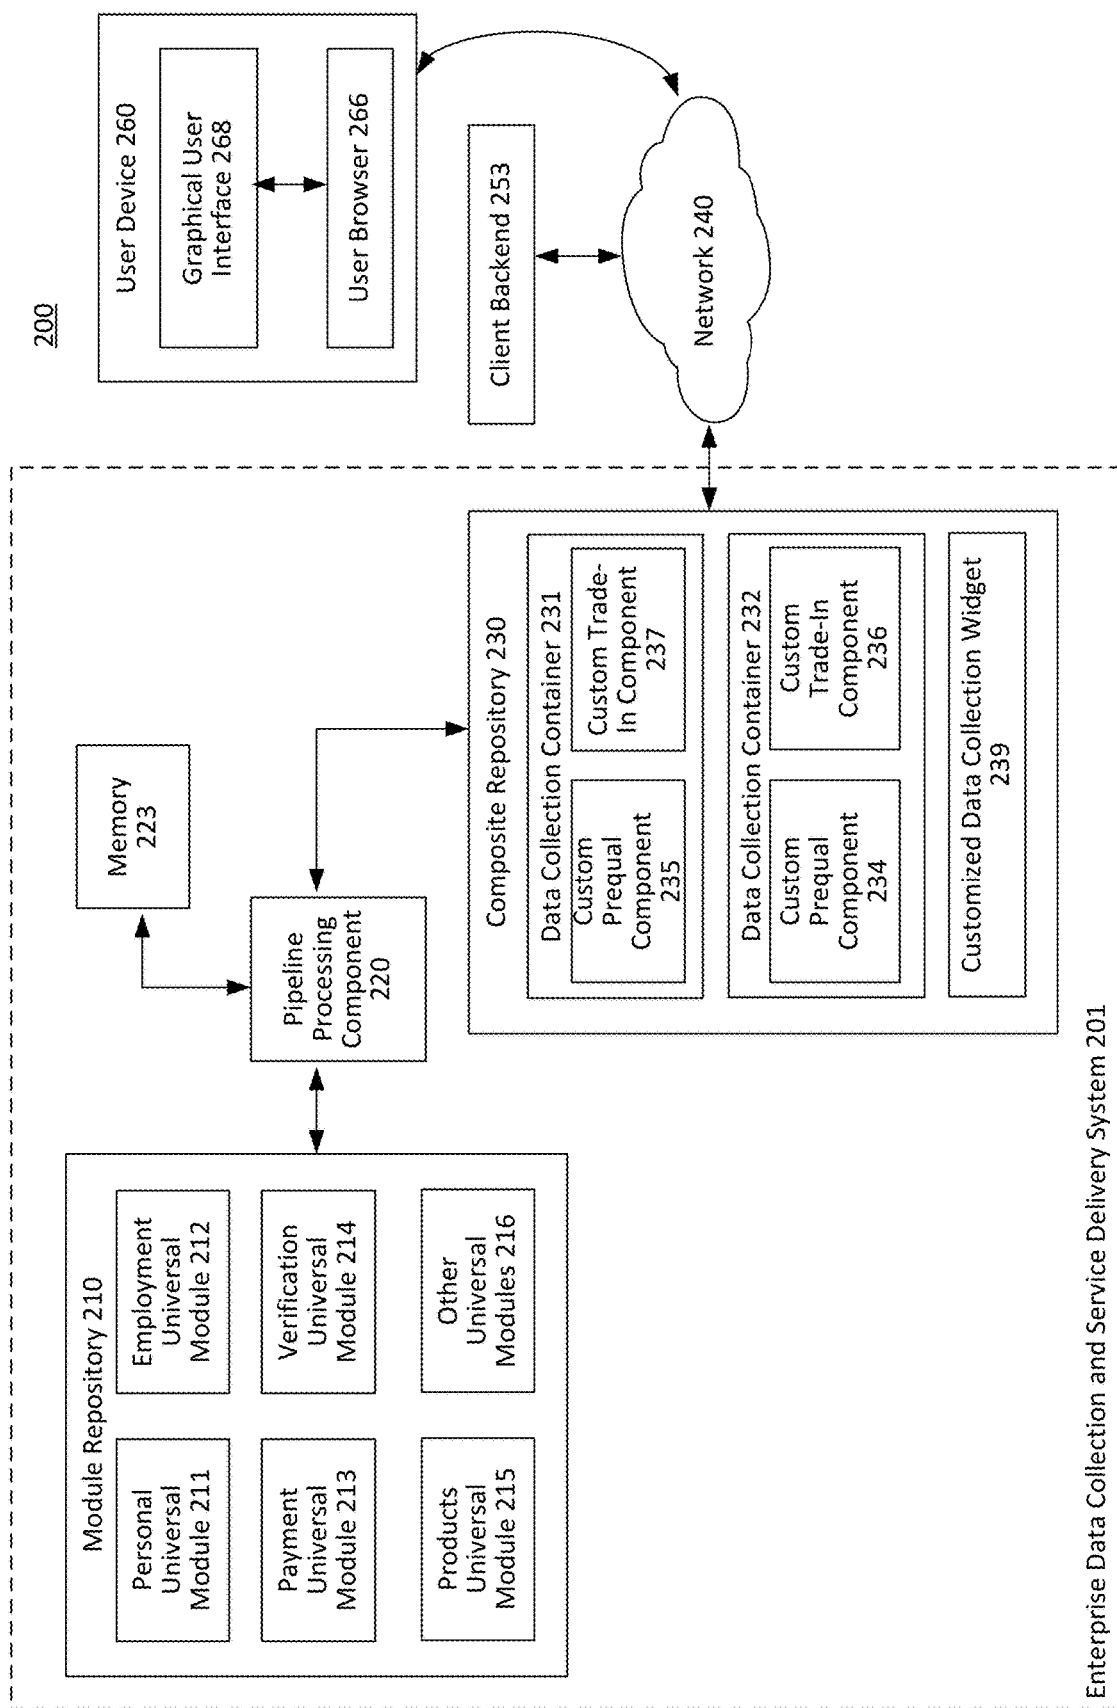 200
Module Repository 210
Personal
Universal
Module 211
Employment
Universal
Module 212
Payment
Universal
Module 213
Verification
Universal
Module 214
Products
Universal
Module 215
Other
Universal
Modules 216
Memory
223
Pipeline
Processing
Component
220
Composite Repository 230
Data Collection Container 231
Custom
Prequal
Component
235
Custom Trade-
In Component
237
Data Collection Container 232
Custom
Prequal
Component
234
Custom
Trade-In
Component
236
Customized Data Collection Widget
239
User Device 260
Graphical User
Interface 268
User Browser 266
Client Backend 253
Network 240
Enterprise Data Collection and Service Delivery System 201